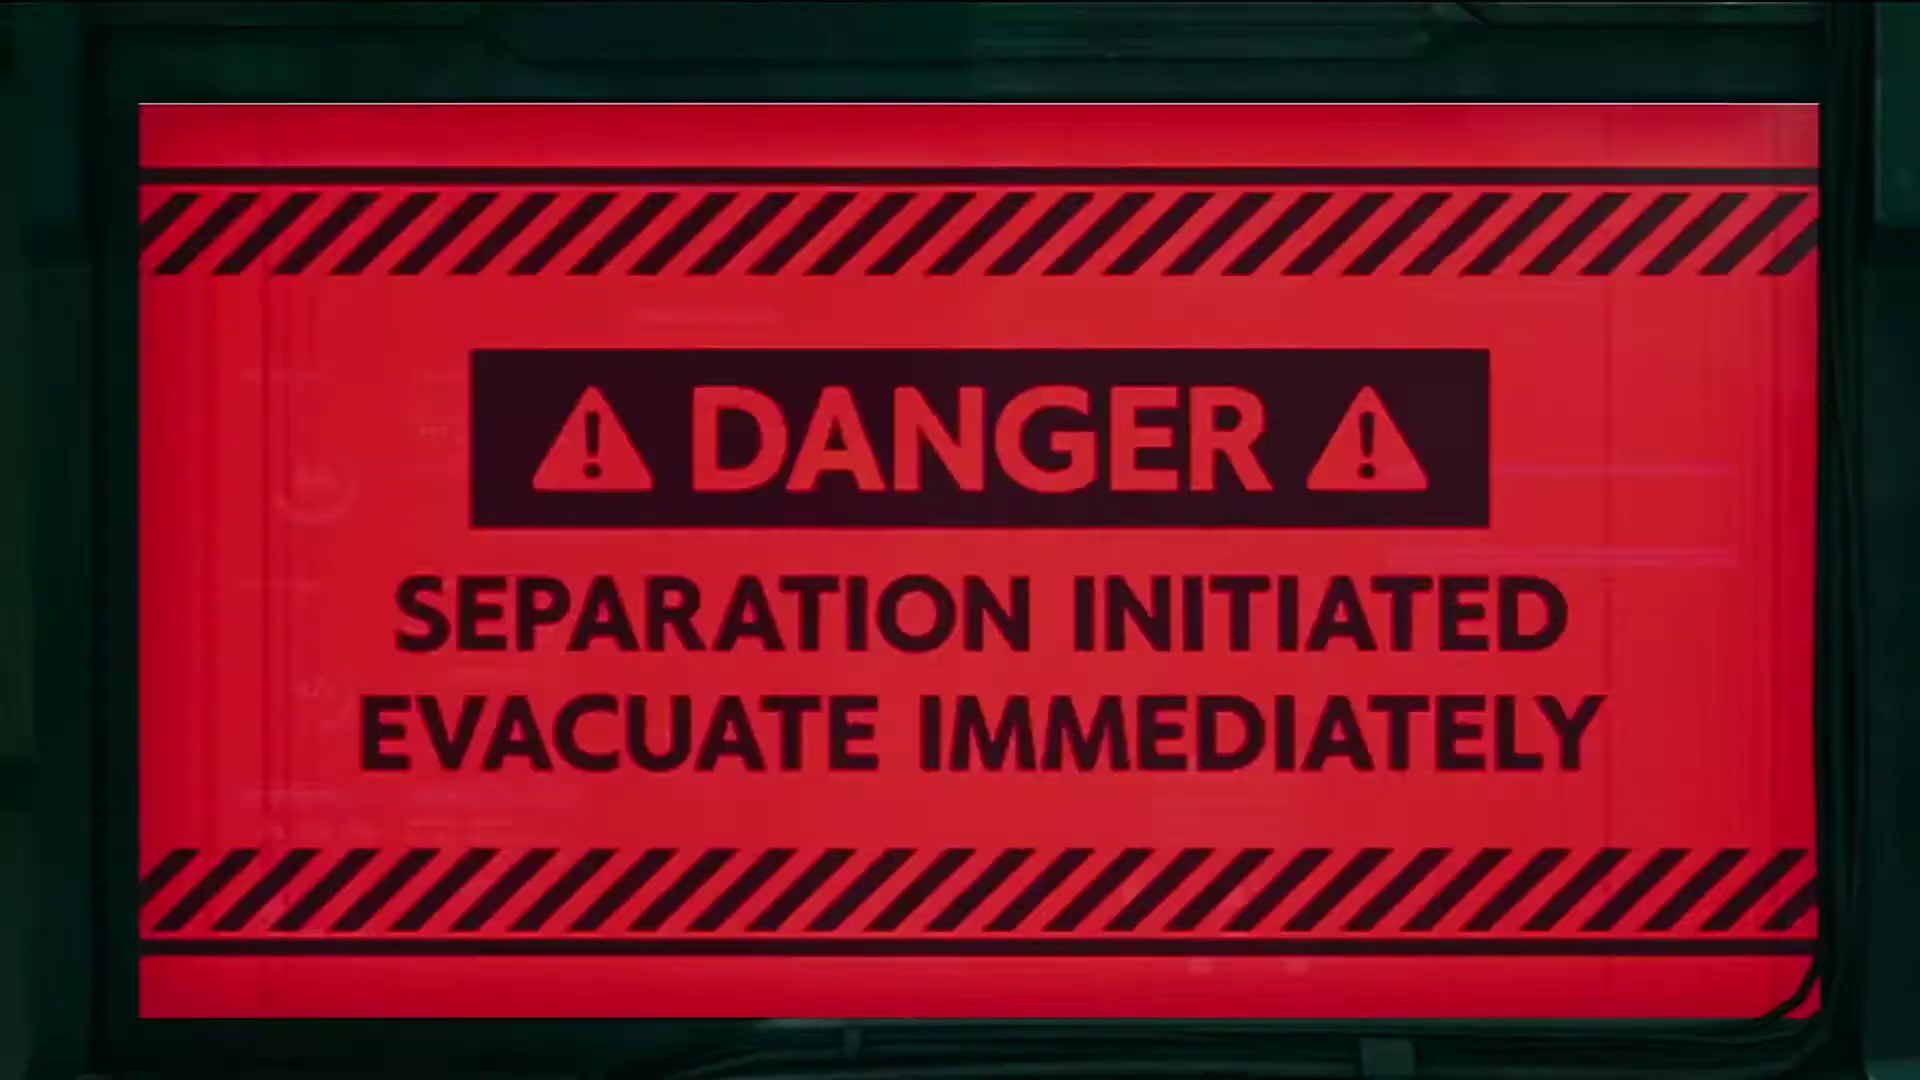 ⚠ DANGER ⚠
SEPARATION INITIATED
EVACUATE IMMEDIATELY